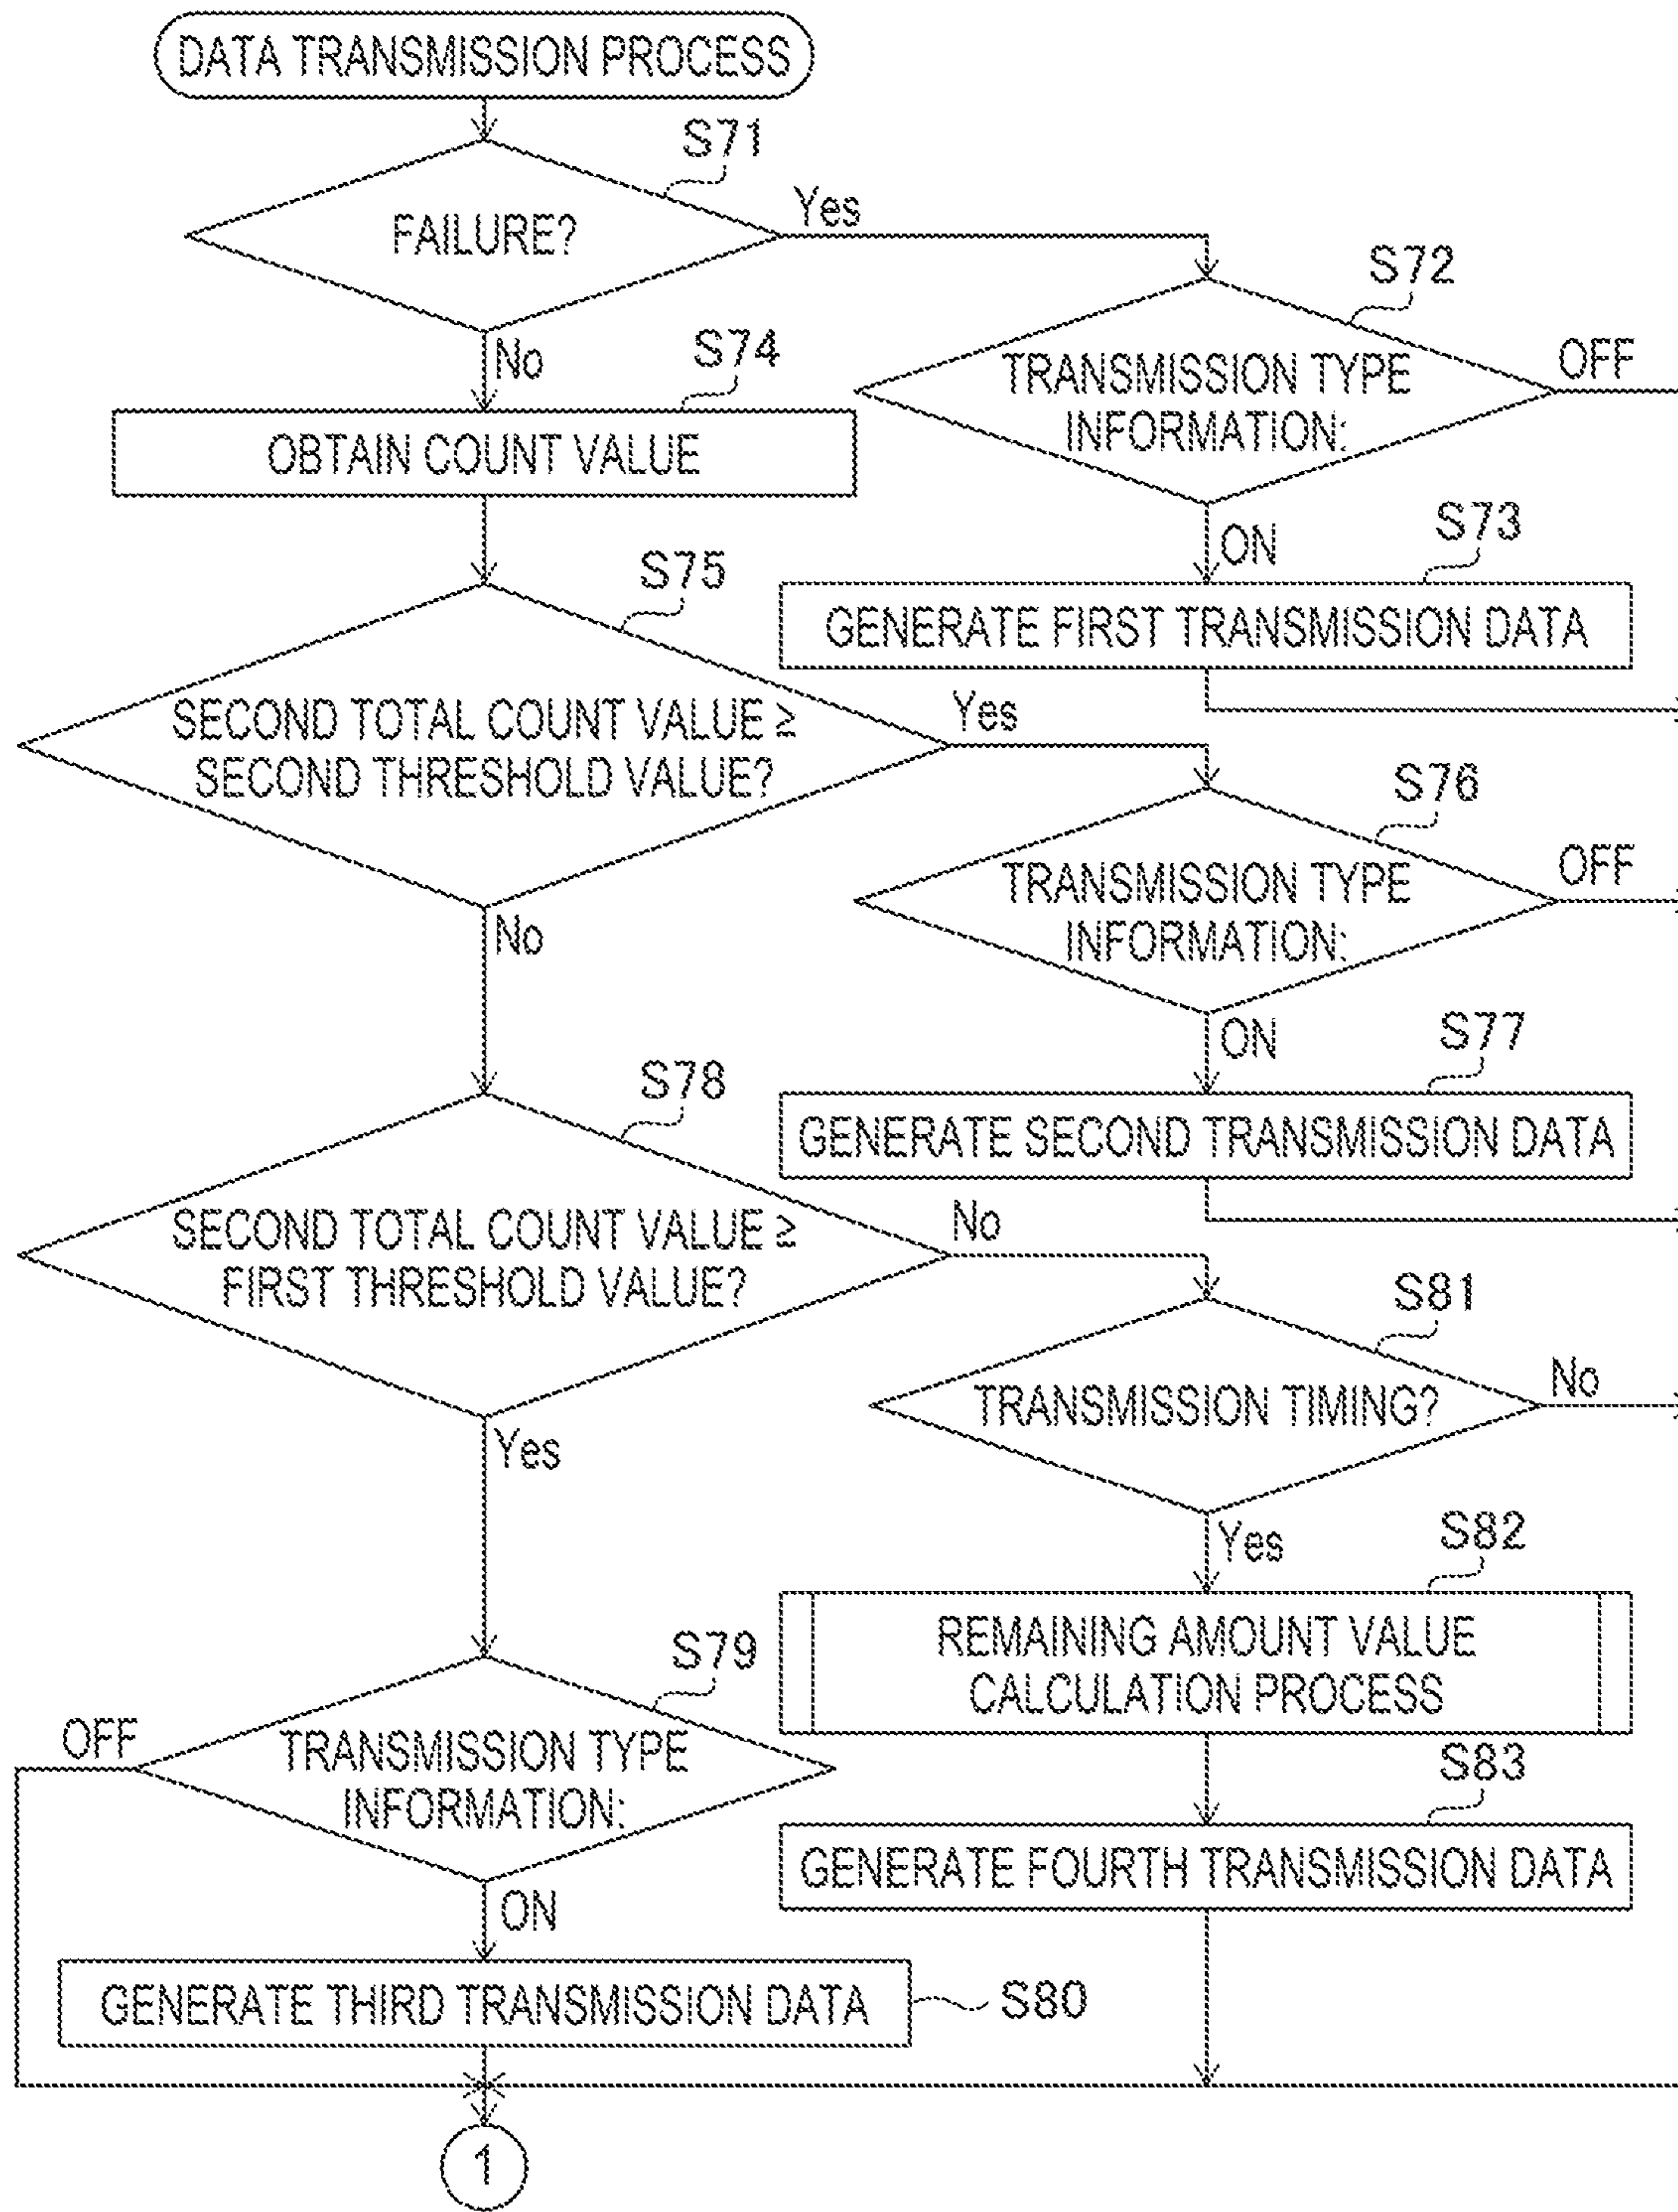 DATA TRANSMISSION PROCESS
S71
FAILURE?
Yes
No
S72
TRANSMISSION TYPE
INFORMATION:
OFF
ON
S74
OBTAIN COUNT VALUE
S73
GENERATE FIRST TRANSMISSION DATA
S75
SECOND TOTAL COUNT VALUE ≥
SECOND THRESHOLD VALUE?
Yes
No
S76
TRANSMISSION TYPE
INFORMATION:
OFF
ON
S77
GENERATE SECOND TRANSMISSION DATA
S78
SECOND TOTAL COUNT VALUE ≥
FIRST THRESHOLD VALUE?
No
Yes
S81
TRANSMISSION TIMING?
No
Yes
S82
REMAINING AMOUNT VALUE
CALCULATION PROCESS
S79
TRANSMISSION TYPE
INFORMATION:
OFF
ON
S83
GENERATE FOURTH TRANSMISSION DATA
GENERATE THIRD TRANSMISSION DATA
S80
1